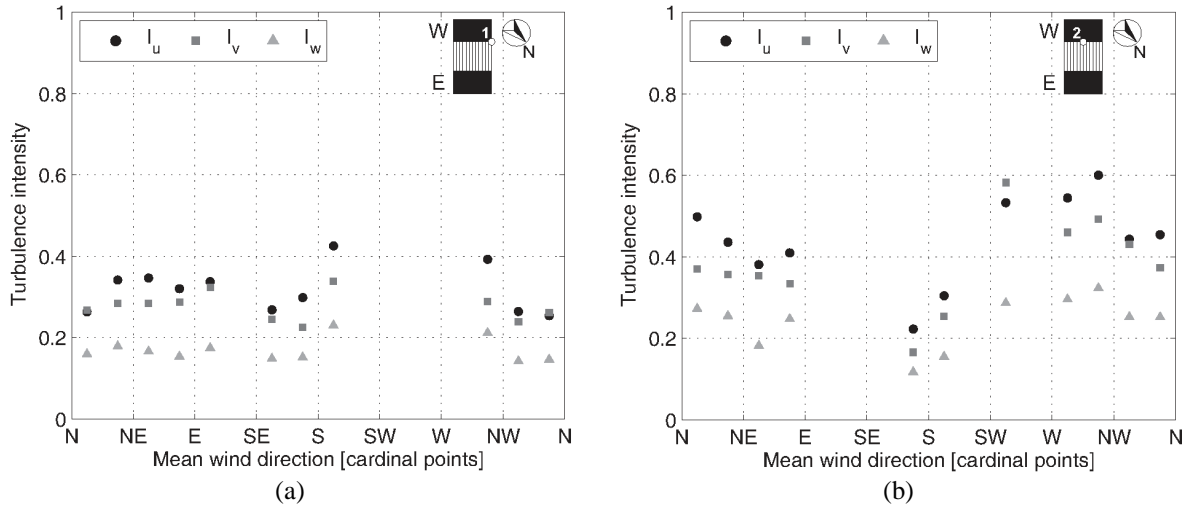 1
0.8
0.6
0.4
0.2
0
Turbulence intensity
I_u I_v I_w
W
E
1
N
N NE E SE S SW W NW N
Mean wind direction [cardinal points]
(a)
1
0.8
0.6
0.4
0.2
0
Turbulence intensity
I_u I_v I_w
W
E
2
N
N NE E SE S SW W NW N
Mean wind direction [cardinal points]
(b)